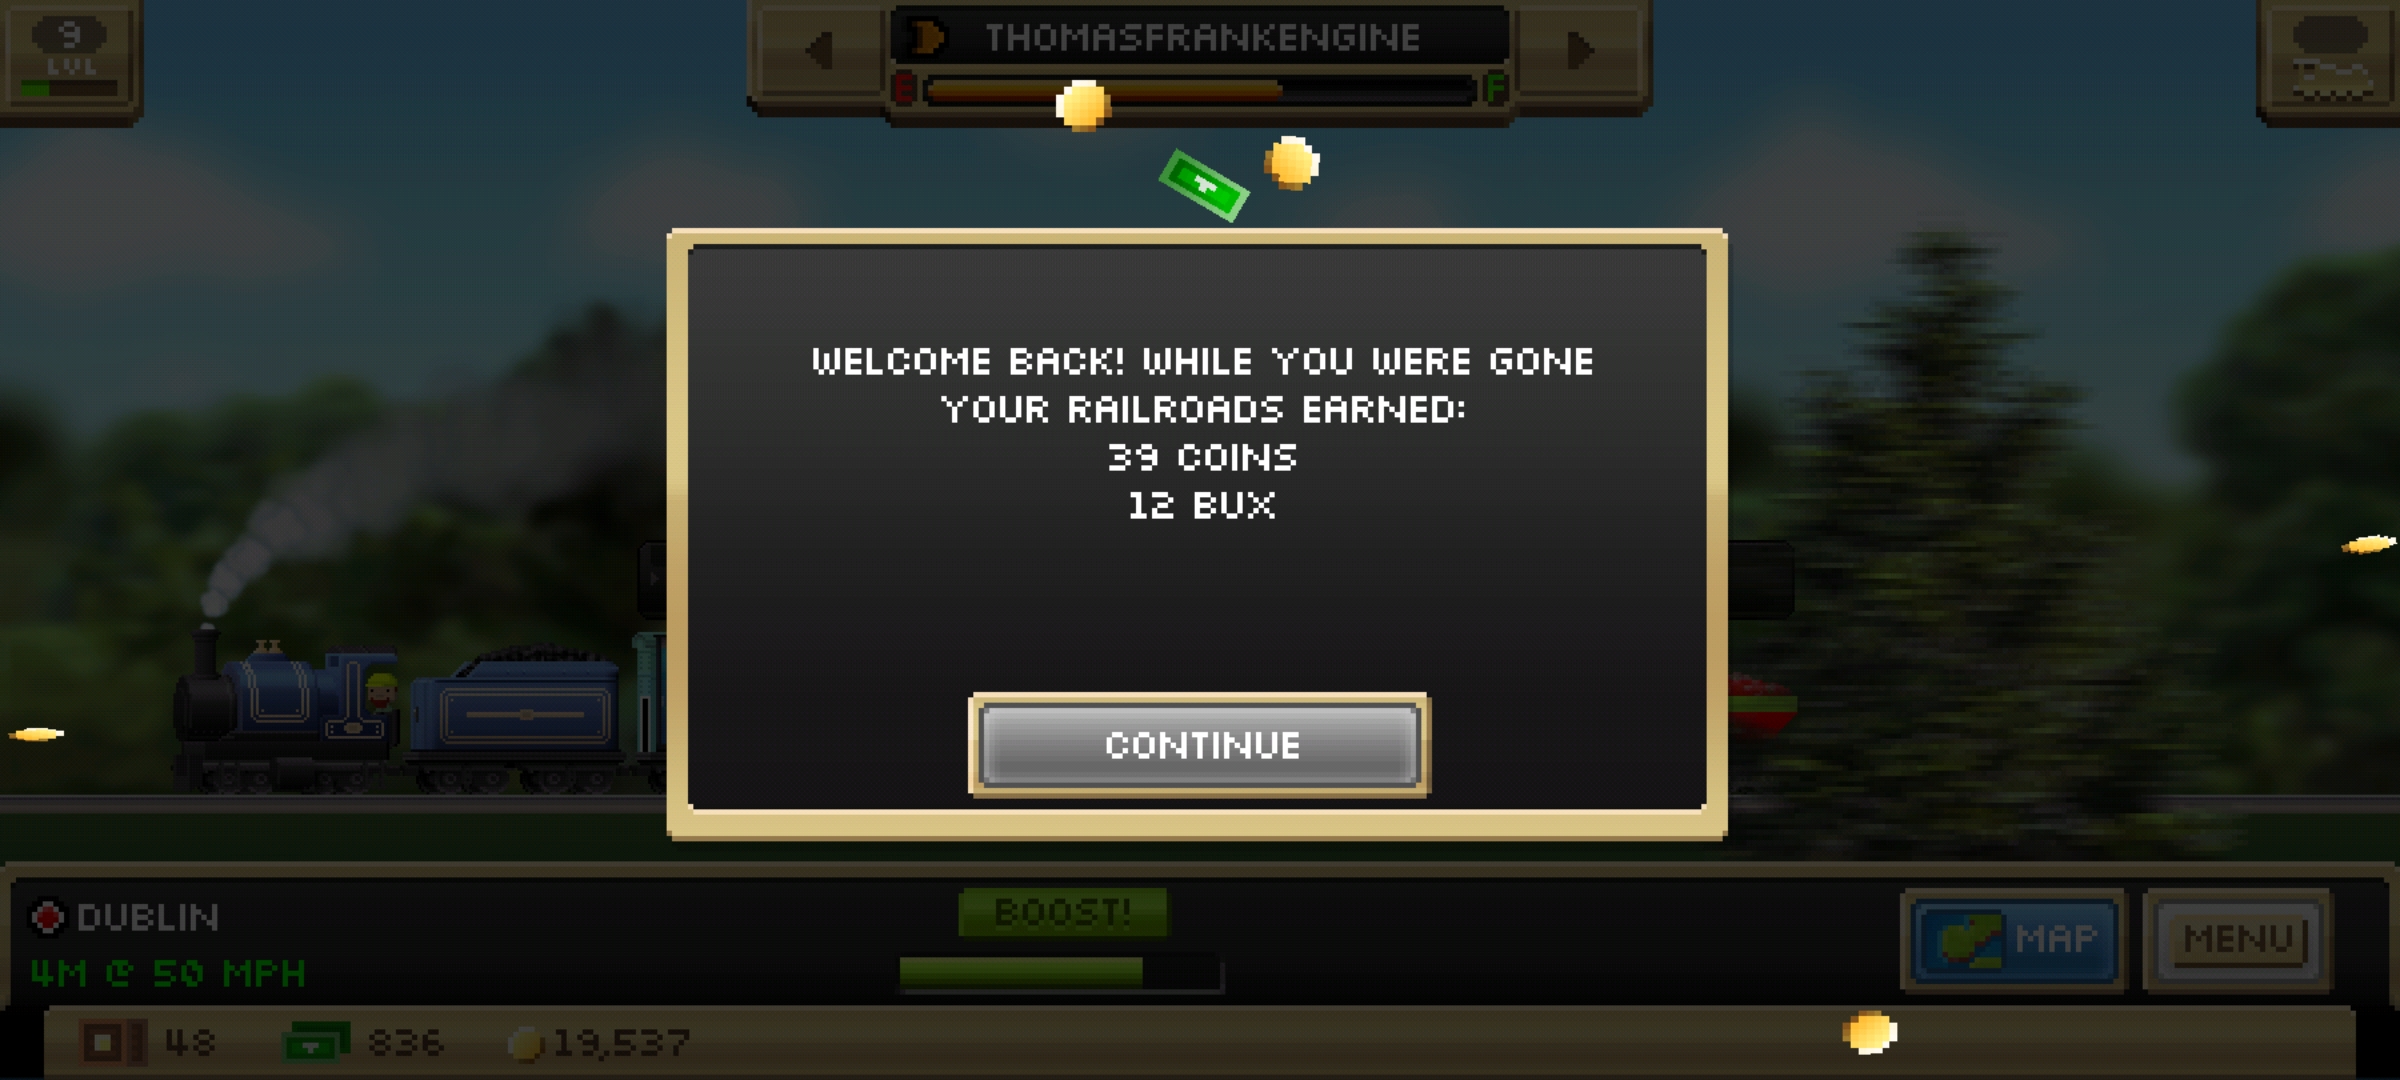 9
LVL
THOMASFRANKENGINE
E F
WELCOME BACK! WHILE YOU WERE GONE
YOUR RAILROADS EARNED:
39 COINS
12 BUX
CONTINUE
DUBLIN
4M @ 50 MPH
BOOST!
MAP
MENU
48 836 19,537